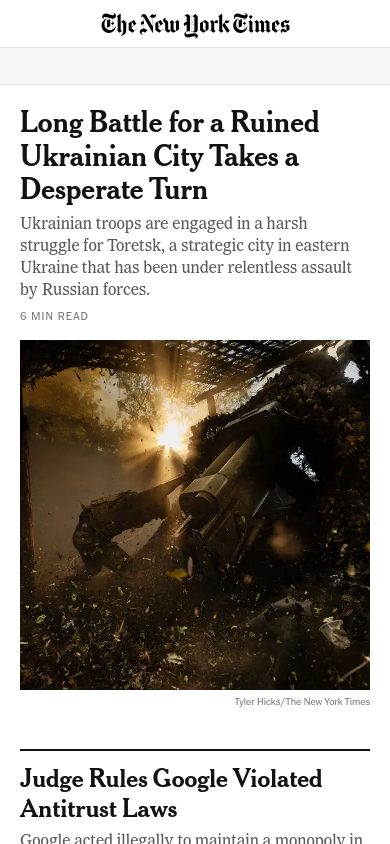 The New York Times
Long Battle for a Ruined
Ukrainian City Takes a
Desperate Turn
Ukrainian troops are engaged in a harsh
struggle for Toretsk, a strategic city in eastern
Ukraine that has been under relentless assault
by Russian forces.
6 MIN READ
Tyler Hicks/The New York Times
Judge Rules Google Violated
Antitrust Laws
Google acted illegally to maintain a monopoly in